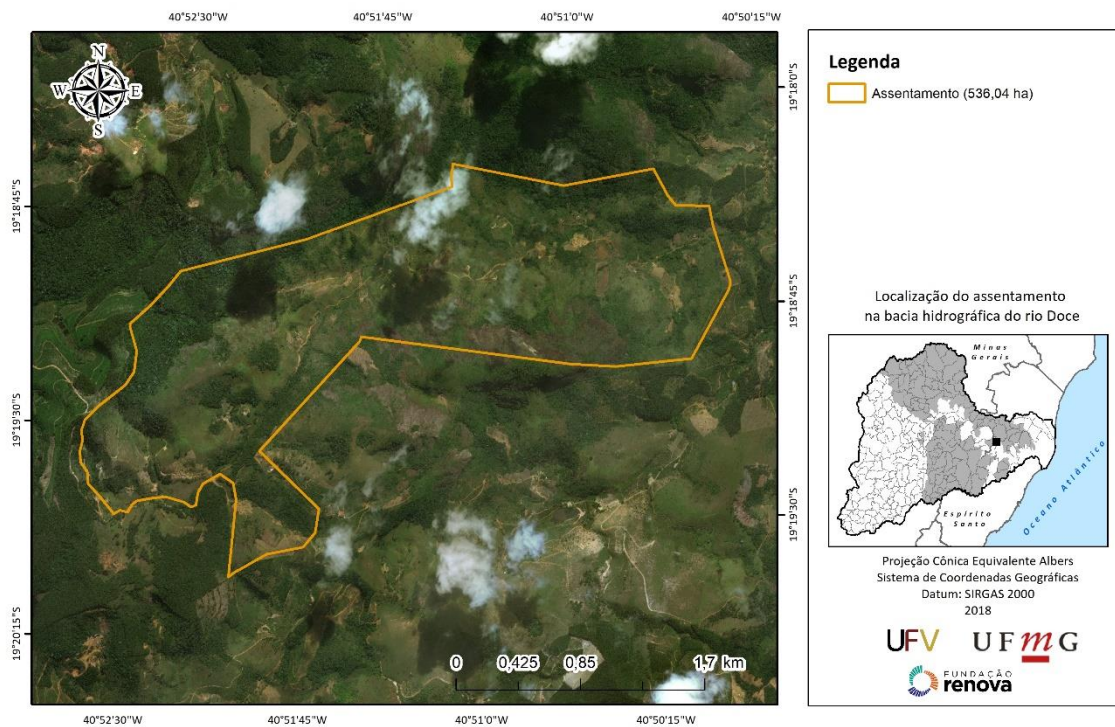 40°52'30"W
40°51'45"W
40°51'0"W
40°50'15"W
N
W E
S
19°18'0"S
19°18'45"S
19°18'45"S
19°19'30"S
19°19'30"S
19°20'15"S
0 0,425 0,85 1,7 km
40°52'30"W
40°51'45"W
40°51'0"W
40°50'15"W
Legenda
Assentamento (536,04 ha)
Localização do assentamento
na bacia hidrográfica do rio Doce
Minas
Gerais
Espírito
Santo
Oceano Atlântico
Projeção Cônica Equivalente Albers
Sistema de Coordenadas Geográficas
Datum: SIRGAS 2000
2018
UFV UFmG
FUNDAÇÃO
renova